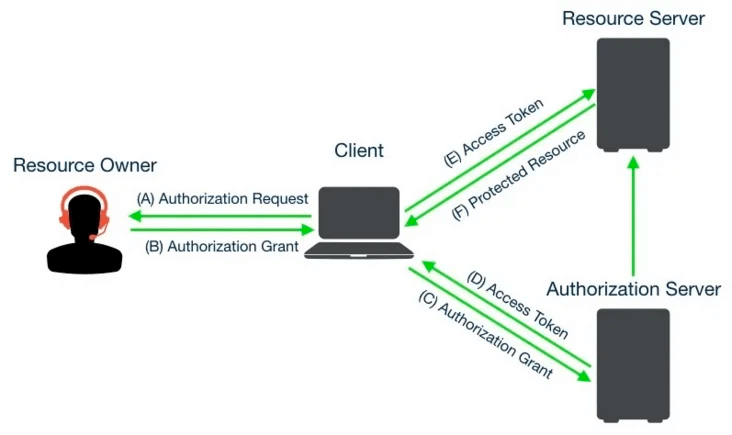 Resource Server
Client
Resource Owner
(A) Authorization Request
(B) Authorization Grant
(E) Access Token
(F) Protected Resource
Authorization Server
(D) Access Token
(C) Authorization Grant